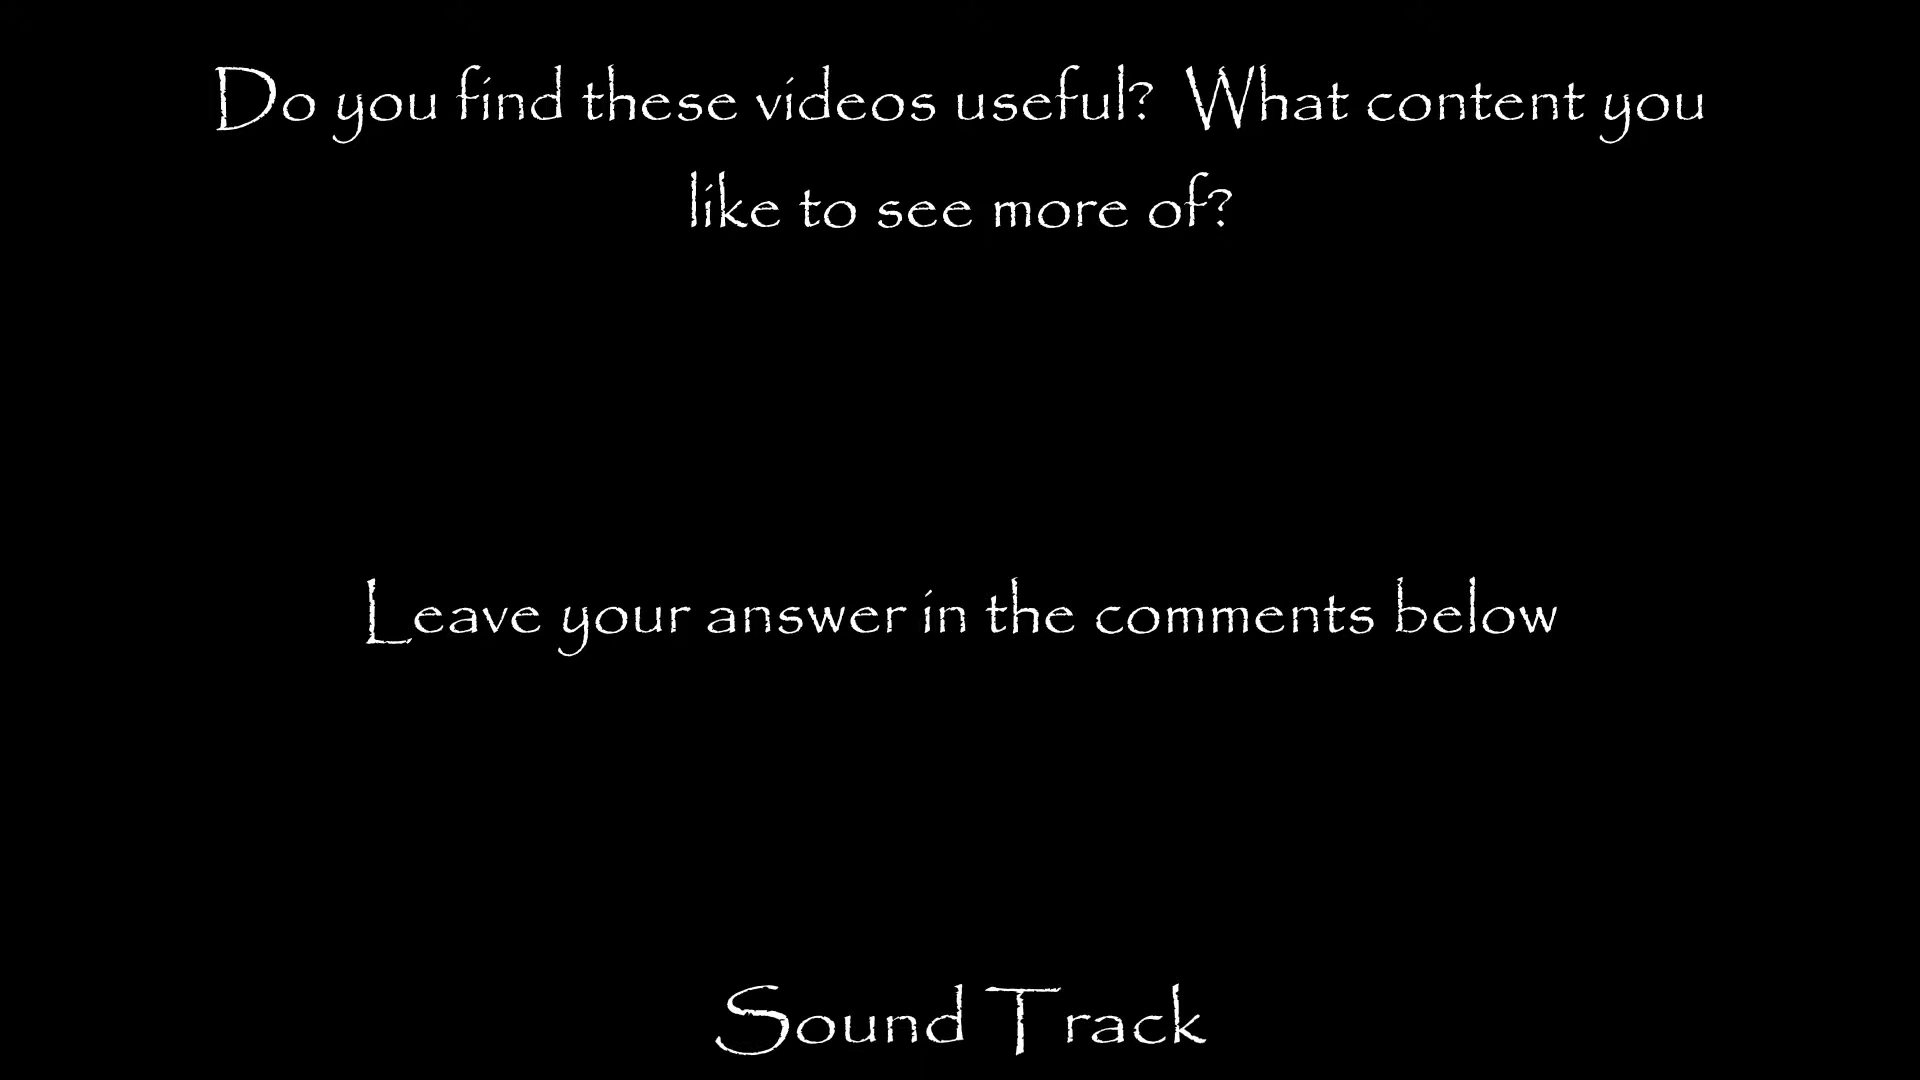 Do you find these videos useful?  What content you
like to see more of?
Leave your answer in the comments below
Sound Track